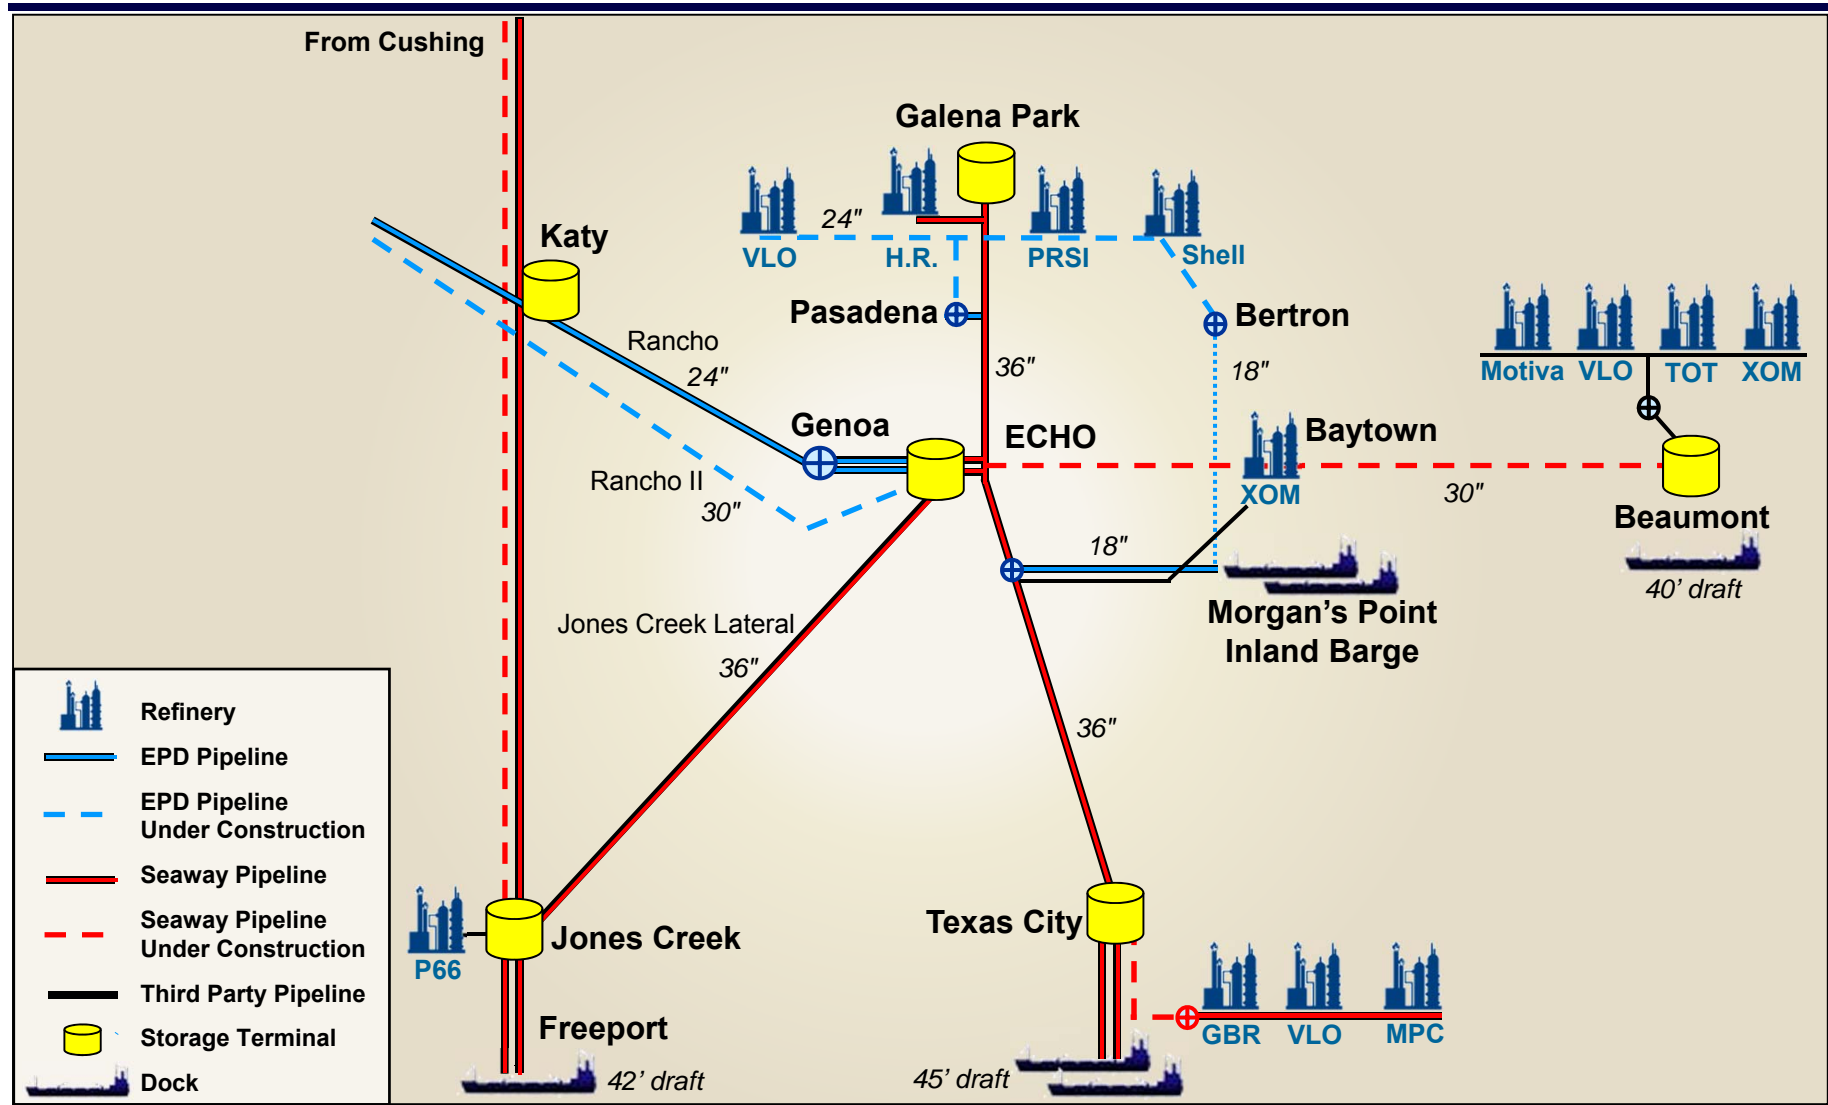 From Cushing
Galena Park
24"
VLO
H.R.
PRSI
Shell
Katy
Pasadena
Bertron
Rancho
24"
36"
18"
Motiva
VLO
TOT
XOM
Genoa
ECHO
Baytown
Rancho II
30"
XOM
30"
Beaumont
18"
40’ draft
Morgan’s Point
Inland Barge
Jones Creek Lateral
36"
36"
Refinery
EPD Pipeline
EPD Pipeline
Under Construction
Seaway Pipeline
Seaway Pipeline
Under Construction
Third Party Pipeline
Storage Terminal
Dock
P66
Jones Creek
Texas City
Freeport
42’ draft
45’ draft
GBR
VLO
MPC